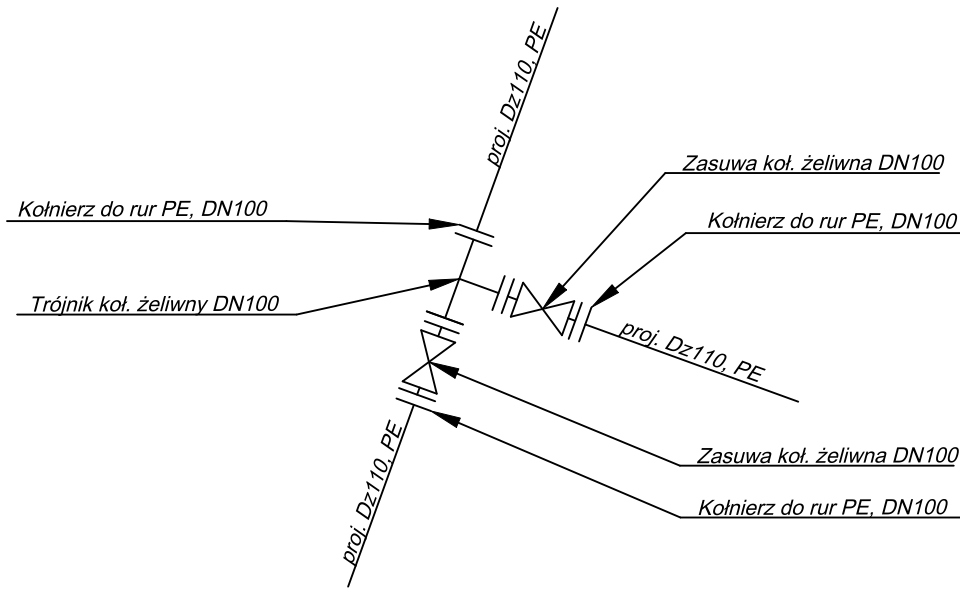 proj. Dz110, PE
Zasuwa koł. żeliwna DN100
Kołnierz do rur PE, DN100
Kołnierz do rur PE, DN100
Trójnik koł. żeliwny DN100
proj. Dz110, PE
Zasuwa koł. żeliwna DN100
proj. Dz110, PE
Kołnierz do rur PE, DN100